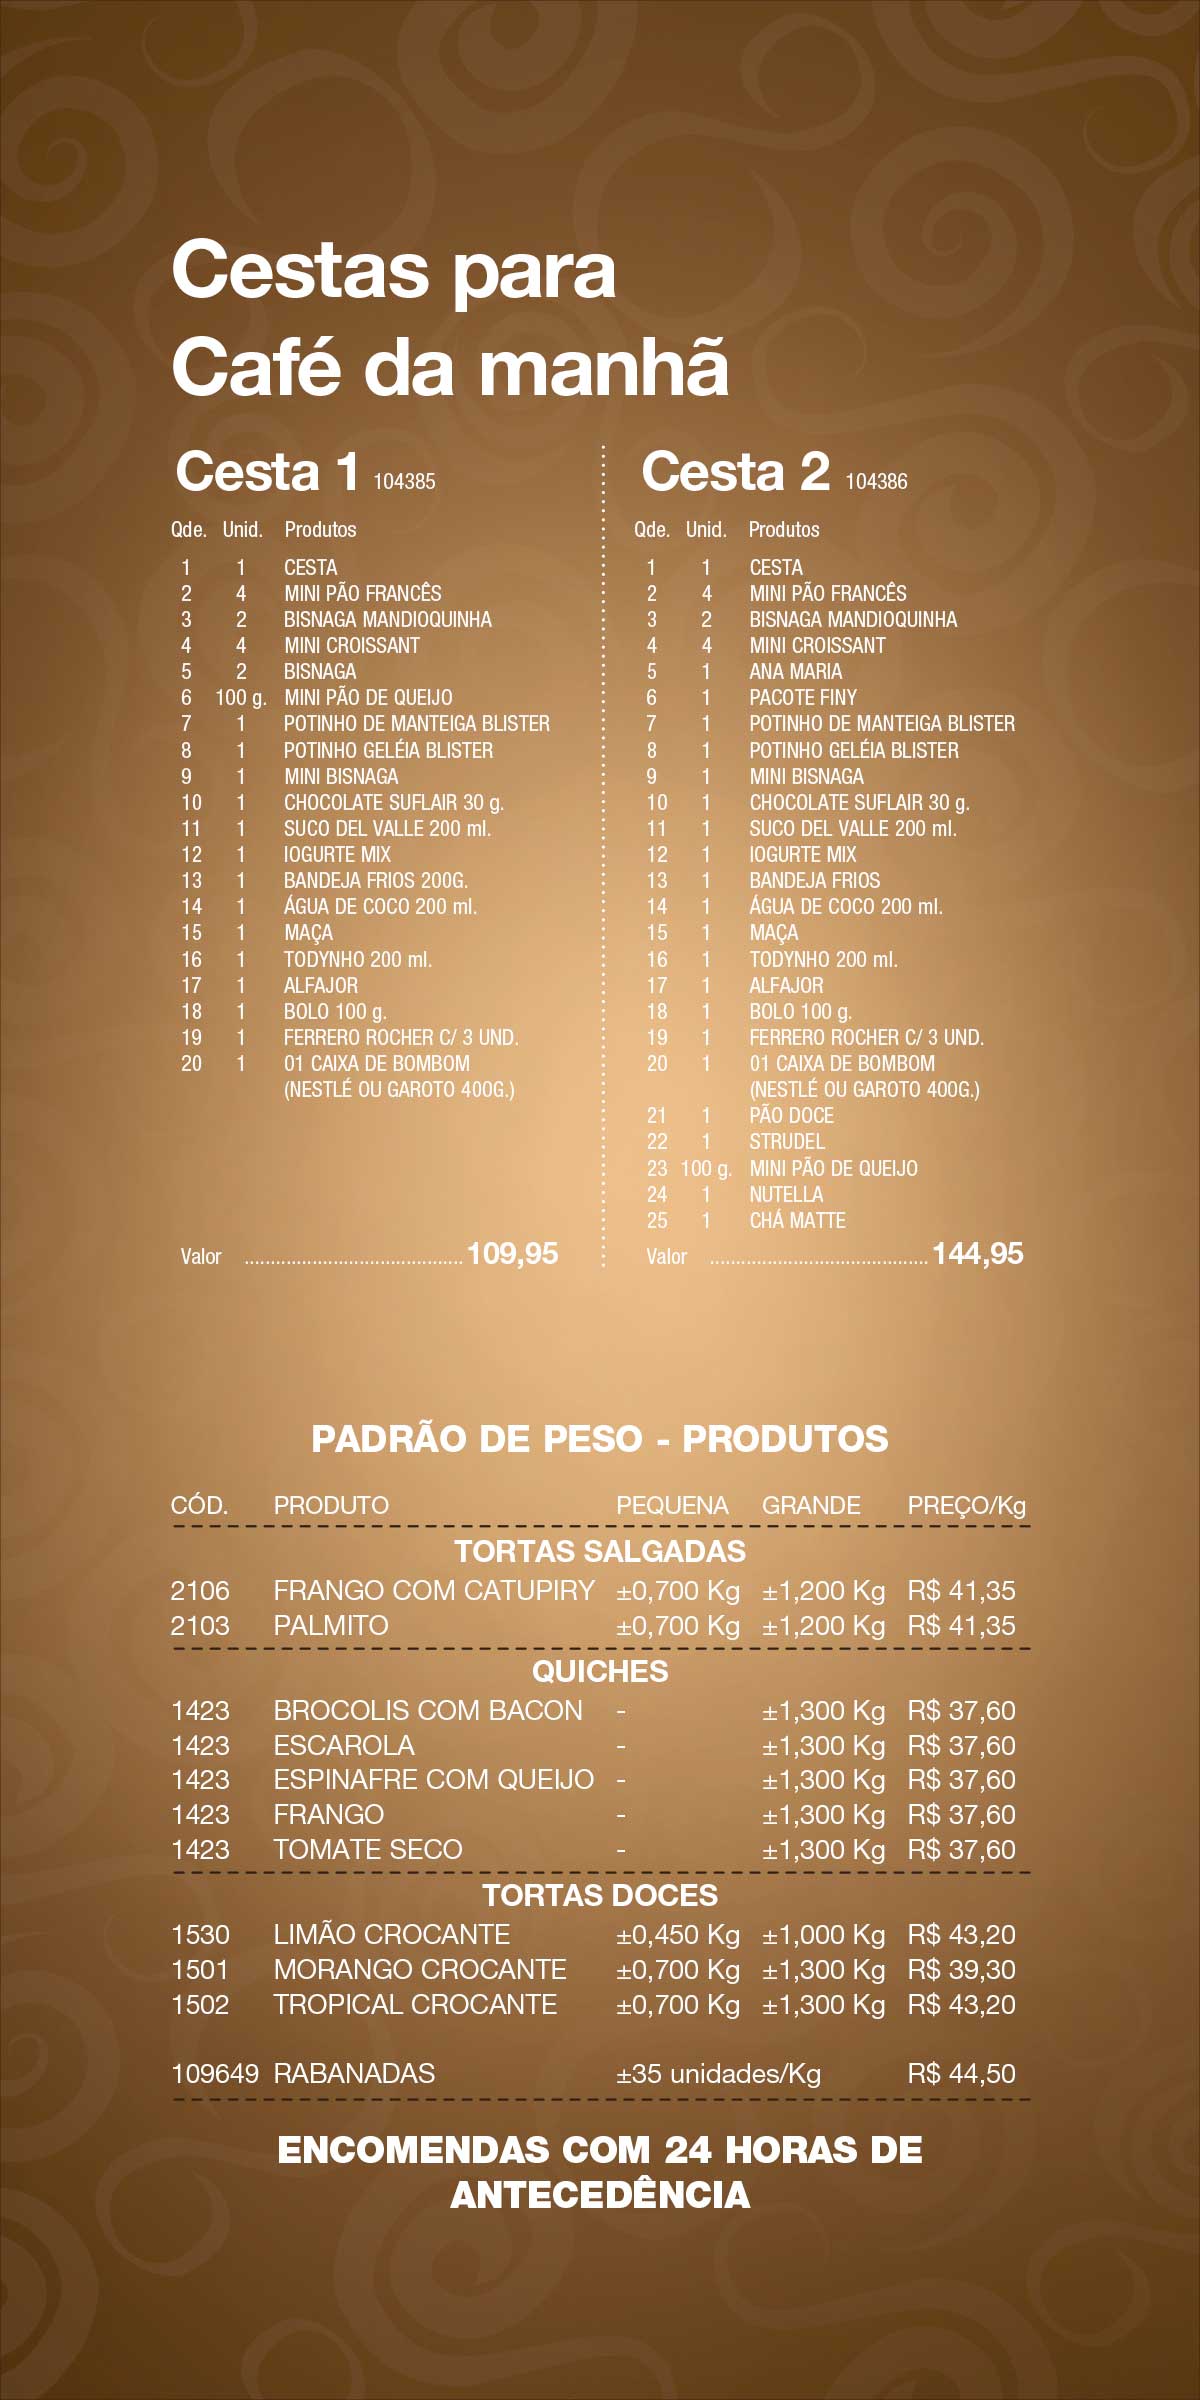 Cestas para
Café da manhã
Cesta 1 104385
Qde. Unid. Produtos
1 1 CESTA
2 4 MINI PÃO FRANCÊS
3 2 BISNAGA MANDIOQUINHA
4 4 MINI CROISSANT
5 2 BISNAGA
6 100 g. MINI PÃO DE QUEIJO
7 1 POTINHO DE MANTEIGA BLISTER
8 1 POTINHO GELÉIA BLISTER
9 1 MINI BISNAGA
10 1 CHOCOLATE SUFLAIR 30 g.
11 1 SUCO DEL VALLE 200 ml.
12 1 IOGURTE MIX
13 1 BANDEJA FRIOS 200G.
14 1 ÁGUA DE COCO 200 ml.
15 1 MAÇA
16 1 TODYNHO 200 ml.
17 1 ALFAJOR
18 1 BOLO 100 g.
19 1 FERRERO ROCHER C/ 3 UND.
20 1 01 CAIXA DE BOMBOM
(NESTLÉ OU GAROTO 400G.)
Valor .......................................... 109,95
Cesta 2 104386
Qde. Unid. Produtos
1 1 CESTA
2 4 MINI PÃO FRANCÊS
3 2 BISNAGA MANDIOQUINHA
4 4 MINI CROISSANT
5 1 ANA MARIA
6 1 PACOTE FINY
7 1 POTINHO DE MANTEIGA BLISTER
8 1 POTINHO GELÉIA BLISTER
9 1 MINI BISNAGA
10 1 CHOCOLATE SUFLAIR 30 g.
11 1 SUCO DEL VALLE 200 ml.
12 1 IOGURTE MIX
13 1 BANDEJA FRIOS
14 1 ÁGUA DE COCO 200 ml.
15 1 MAÇA
16 1 TODYNHO 200 ml.
17 1 ALFAJOR
18 1 BOLO 100 g.
19 1 FERRERO ROCHER C/ 3 UND.
20 1 01 CAIXA DE BOMBOM
(NESTLÉ OU GAROTO 400G.)
21 1 PÃO DOCE
22 1 STRUDEL
23 100 g. MINI PÃO DE QUEIJO
24 1 NUTELLA
25 1 CHÁ MATTE
Valor .......................................... 144,95
PADRÃO DE PESO - PRODUTOS
CÓD. PRODUTO PEQUENA GRANDE PREÇO/Kg
TORTAS SALGADAS
2106 FRANGO COM CATUPIRY ±0,700 Kg ±1,200 Kg R$ 41,35
2103 PALMITO ±0,700 Kg ±1,200 Kg R$ 41,35
QUICHES
1423 BROCOLIS COM BACON - ±1,300 Kg R$ 37,60
1423 ESCAROLA - ±1,300 Kg R$ 37,60
1423 ESPINAFRE COM QUEIJO - ±1,300 Kg R$ 37,60
1423 FRANGO - ±1,300 Kg R$ 37,60
1423 TOMATE SECO - ±1,300 Kg R$ 37,60
TORTAS DOCES
1530 LIMÃO CROCANTE ±0,450 Kg ±1,000 Kg R$ 43,20
1501 MORANGO CROCANTE ±0,700 Kg ±1,300 Kg R$ 39,30
1502 TROPICAL CROCANTE ±0,700 Kg ±1,300 Kg R$ 43,20
109649 RABANADAS ±35 unidades/Kg R$ 44,50
ENCOMENDAS COM 24 HORAS DE
ANTECEDÊNCIA